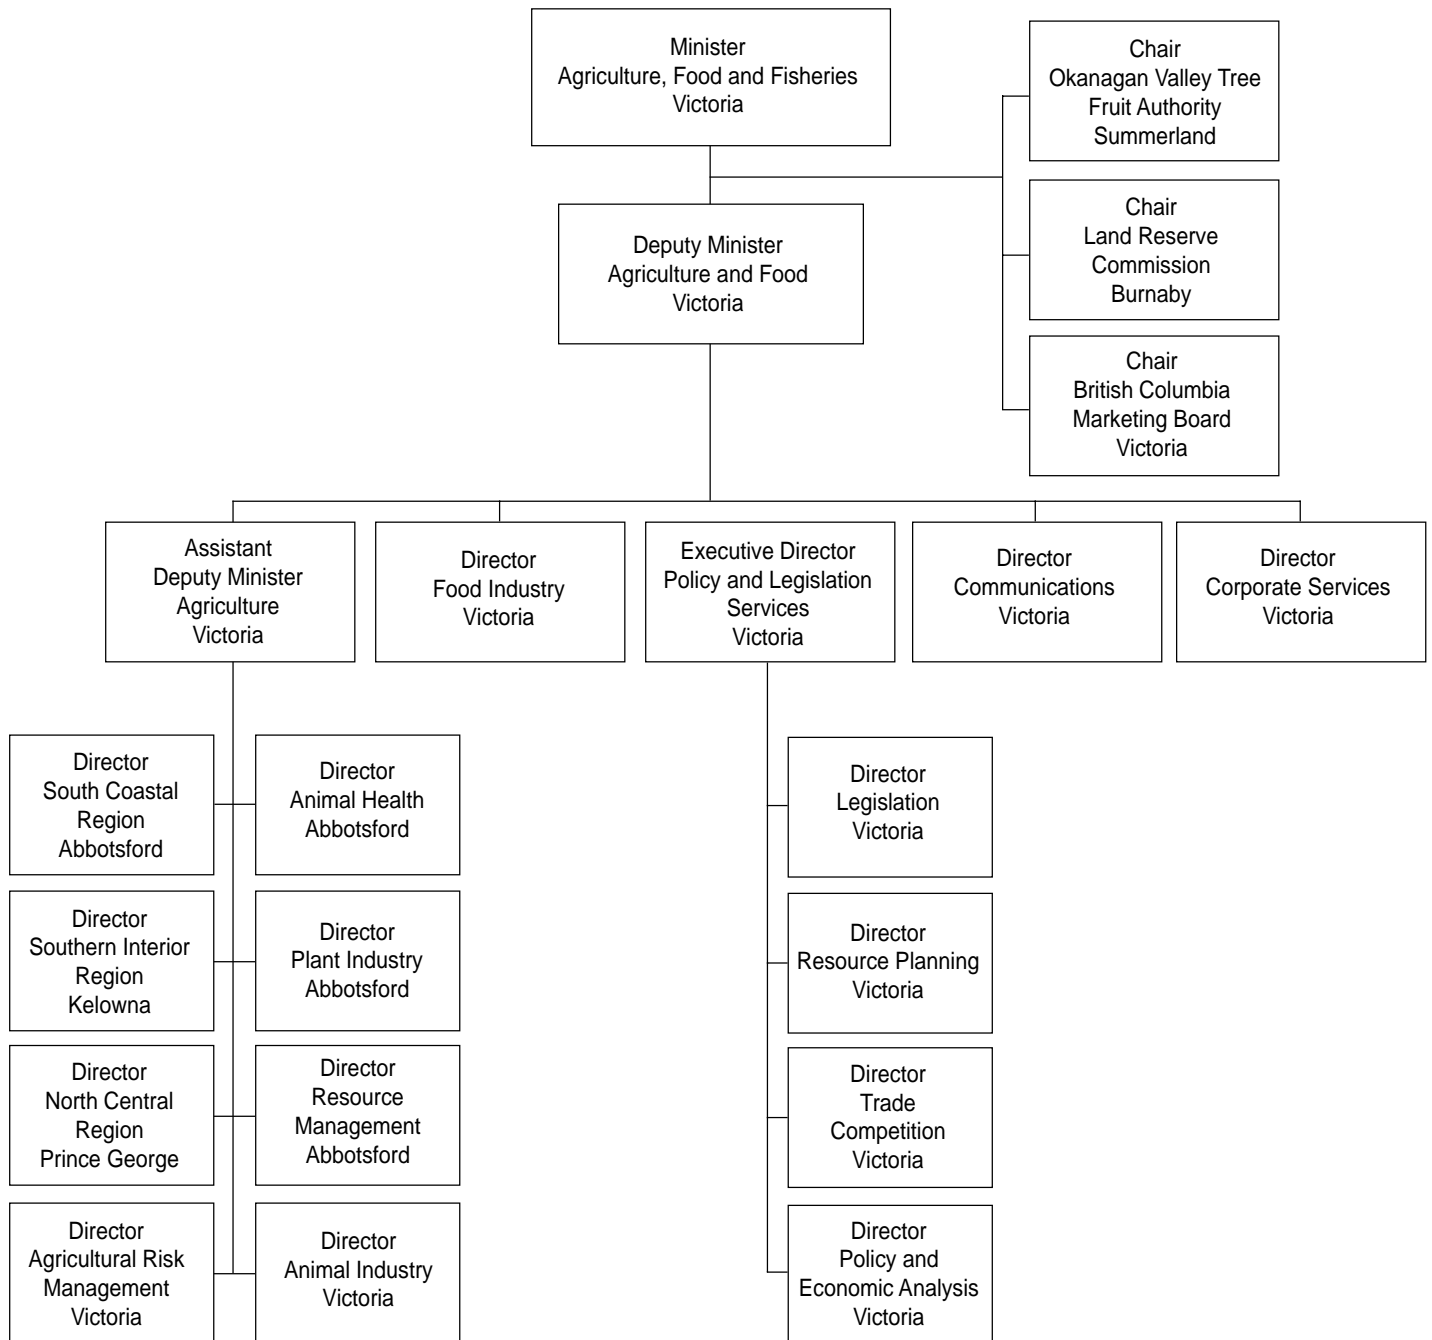 Minister
Agriculture, Food and Fisheries
Victoria
Chair
Okanagan Valley Tree
Fruit Authority
Summerland
Chair
Land Reserve
Commission
Burnaby
Deputy Minister
Agriculture and Food
Victoria
Chair
British Columbia
Marketing Board
Victoria
Assistant
Deputy Minister
Agriculture
Victoria
Director
Food Industry
Victoria
Executive Director
Policy and Legislation
Services
Victoria
Director
Communications
Victoria
Director
Corporate Services
Victoria
Director
South Coastal
Region
Abbotsford
Director
Animal Health
Abbotsford
Director
Legislation
Victoria
Director
Southern Interior
Region
Kelowna
Director
Plant Industry
Abbotsford
Director
Resource Planning
Victoria
Director
North Central
Region
Prince George
Director
Resource
Management
Abbotsford
Director
Trade
Competition
Victoria
Director
Agricultural Risk
Management
Victoria
Director
Animal Industry
Victoria
Director
Policy and
Economic Analysis
Victoria